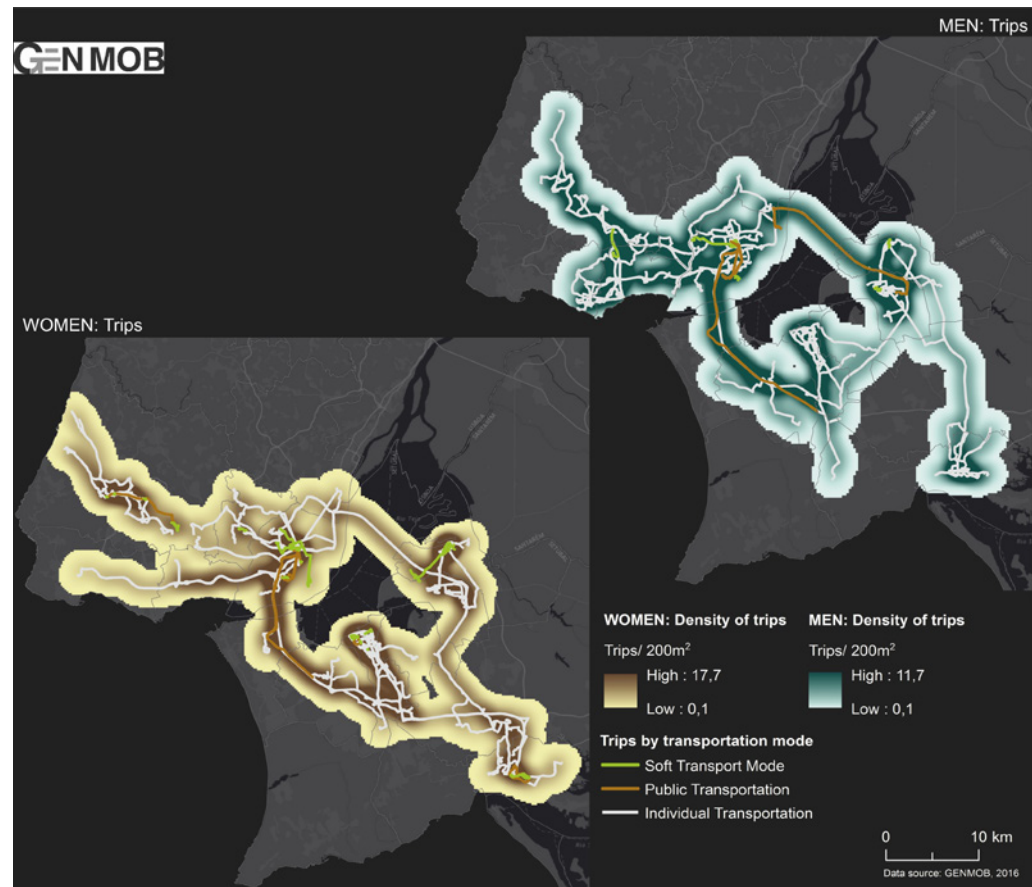 GENMOB
MEN: Trips
WOMEN: Trips
WOMEN: Density of trips
Trips/ 200m²
High : 17,7
Low : 0,1
MEN: Density of trips
Trips/ 200m²
High : 11,7
Low : 0,1
Trips by transportation mode
Soft Transport Mode
Public Transportation
Individual Transportation
0 10 km
Data source: GENMOB, 2016